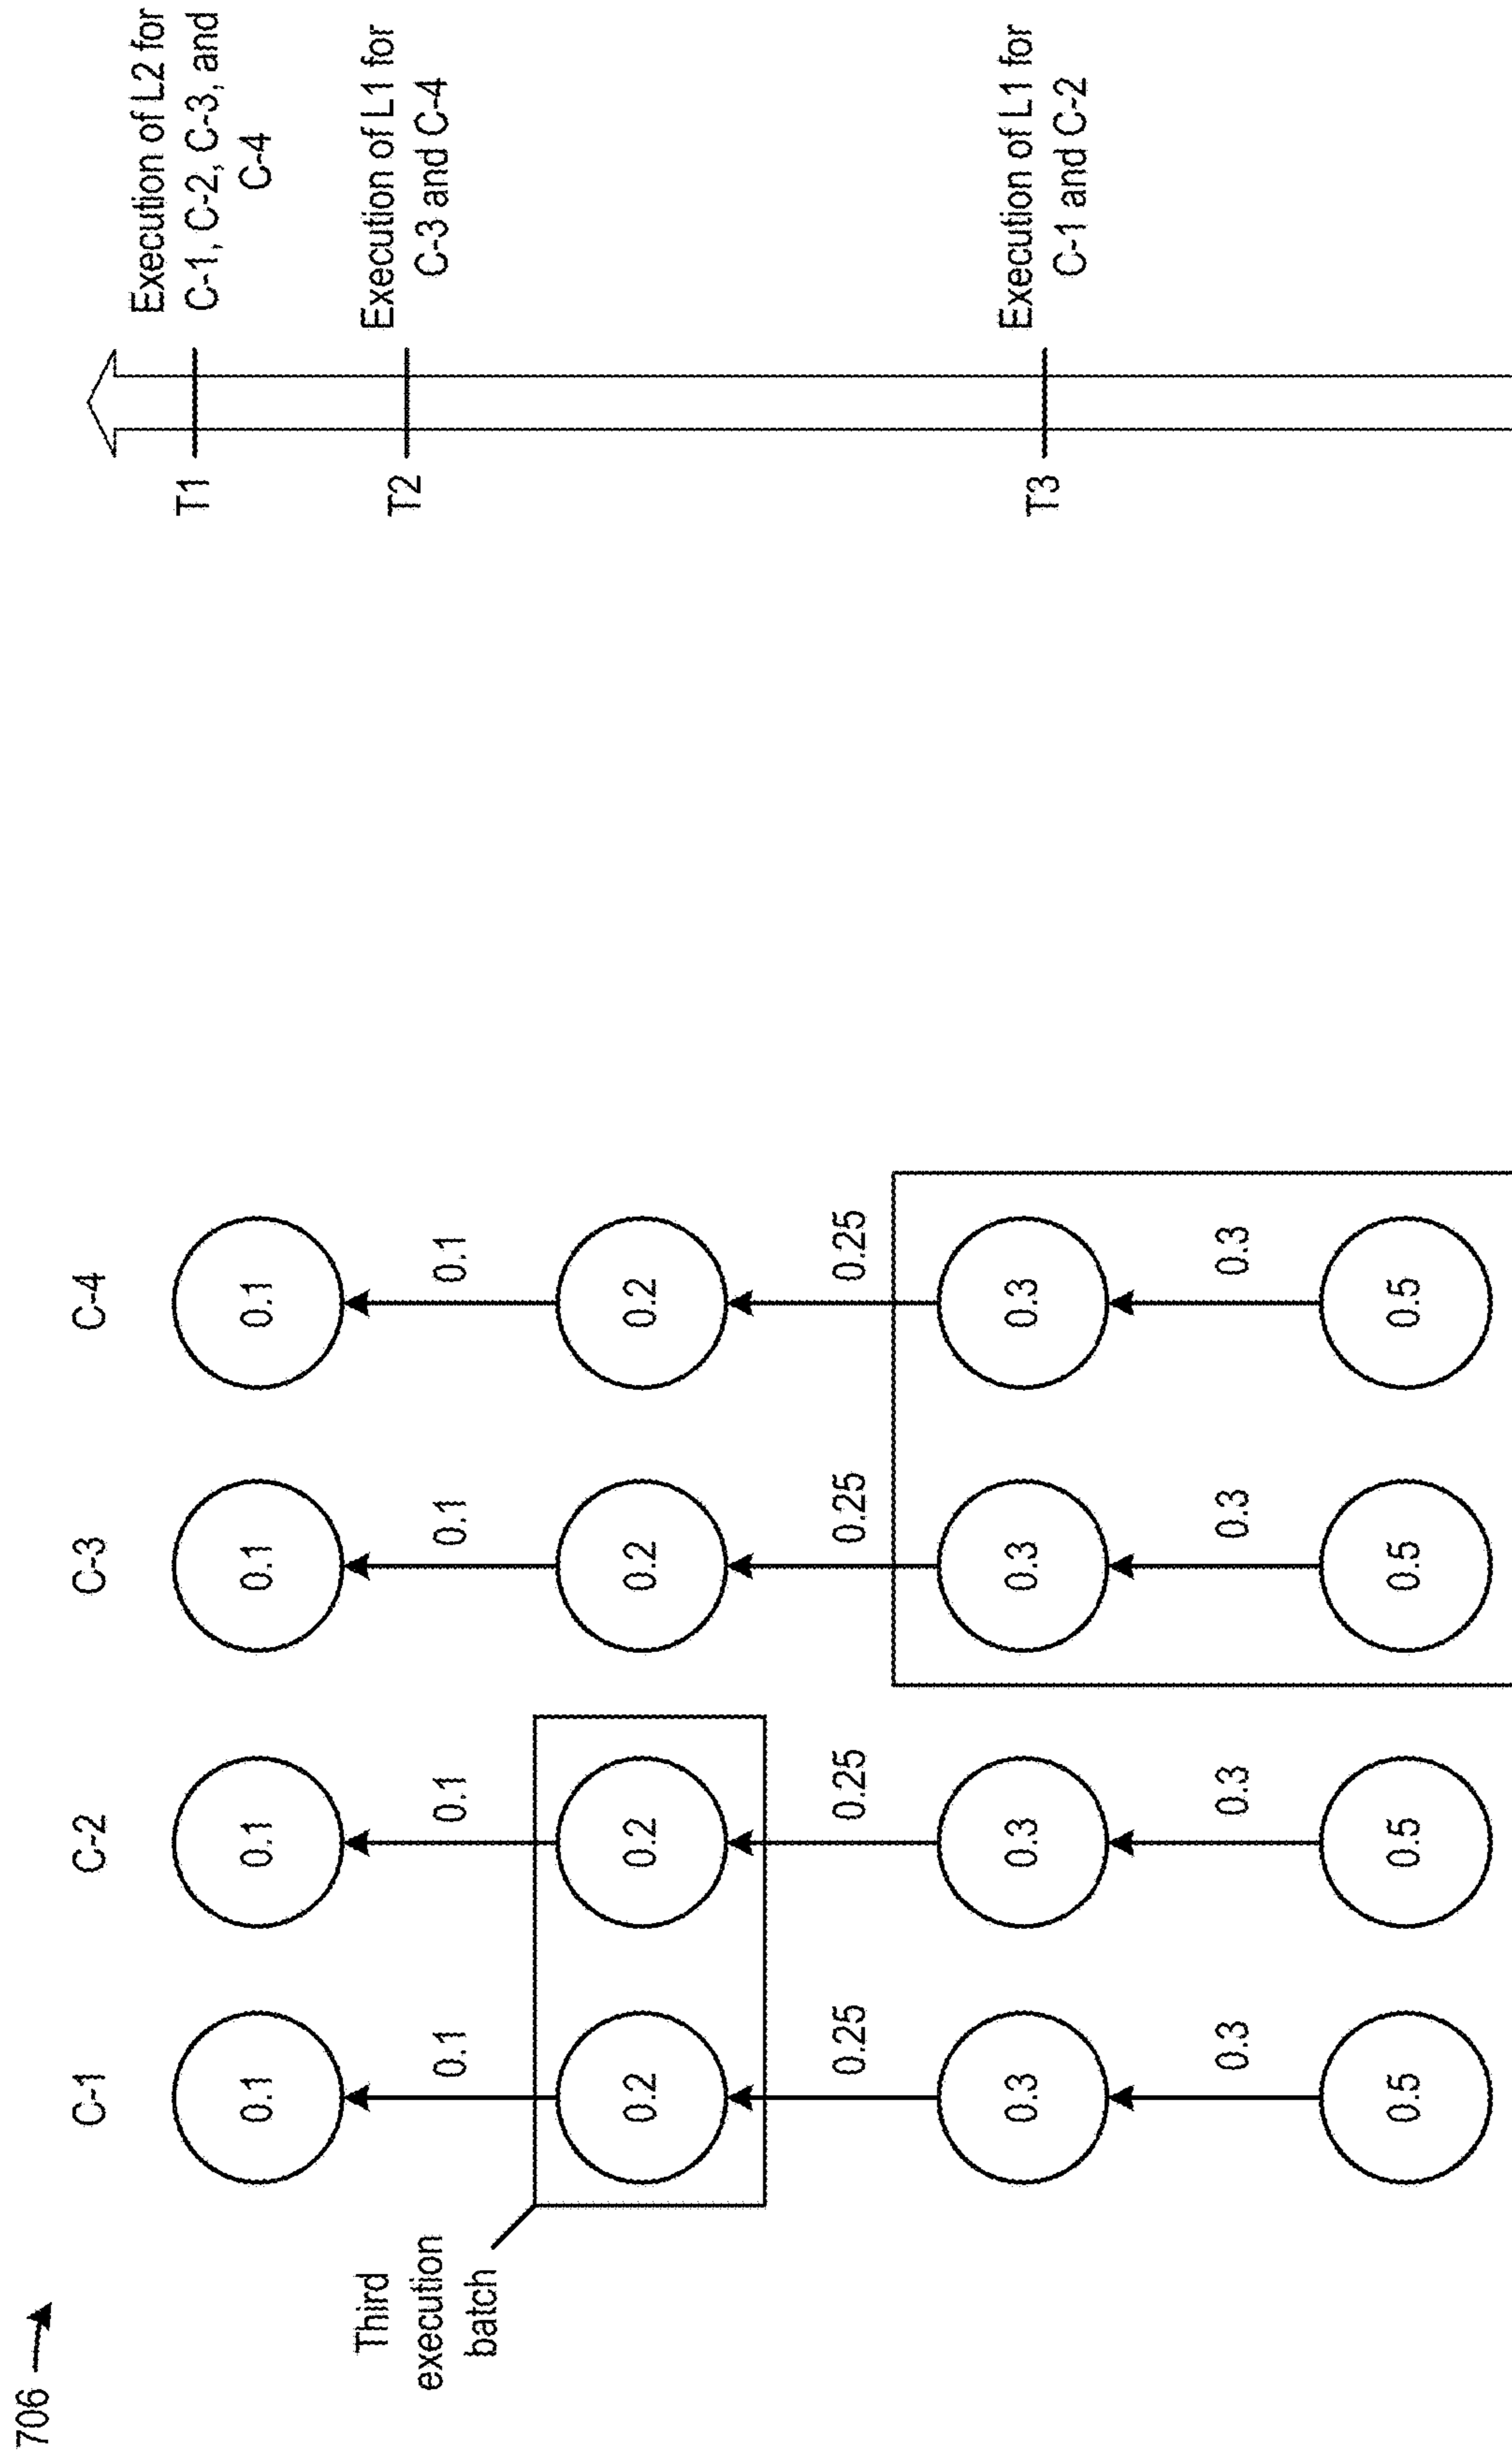 706
C-1 C-2 C-3 C-4
0.1 0.1 0.1 0.1
Third
execution
batch
0.1 0.1 0.1 0.1
0.2 0.2 0.2 0.2
0.25 0.25 0.25 0.25
0.3 0.3 0.3 0.3
0.3 0.3 0.3 0.3
0.5 0.5 0.5 0.5
T1
Execution of L2 for
C-1, C-2, C-3, and
C-4
T2
Execution of L1 for
C-3 and C-4
T3
Execution of L1 for
C-1 and C-2